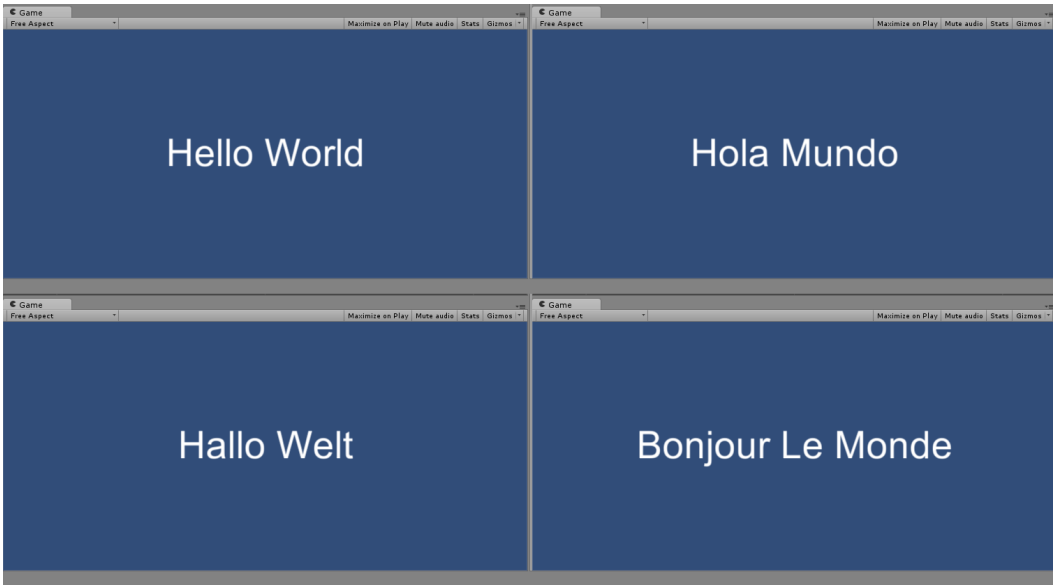 Game Game
Free Aspect Maximize on Play Mute audio Stats Gizmos Free Aspect Maximize on Play Mute audio Stats Gizmos
Hello World Hola Mundo
Game Game
Free Aspect Maximize on Play Mute audio Stats Gizmos Free Aspect Maximize on Play Mute audio Stats Gizmos
Hallo Welt Bonjour Le Monde